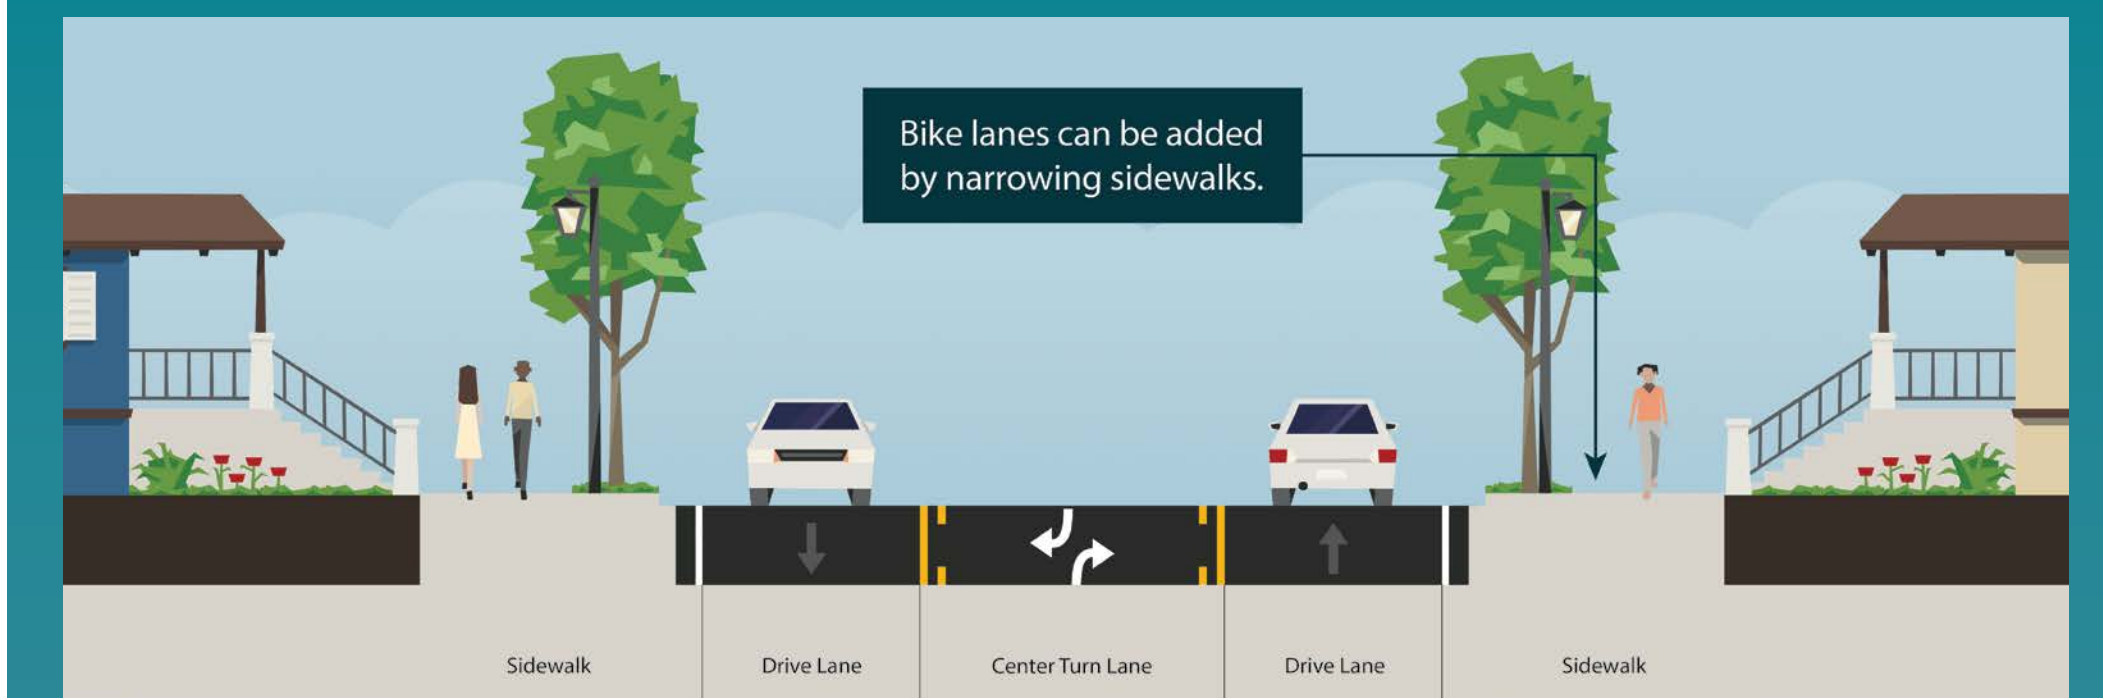 Bike lanes can be added
by narrowing sidewalks.
Sidewalk
Drive Lane
Center Turn Lane
Drive Lane
Sidewalk